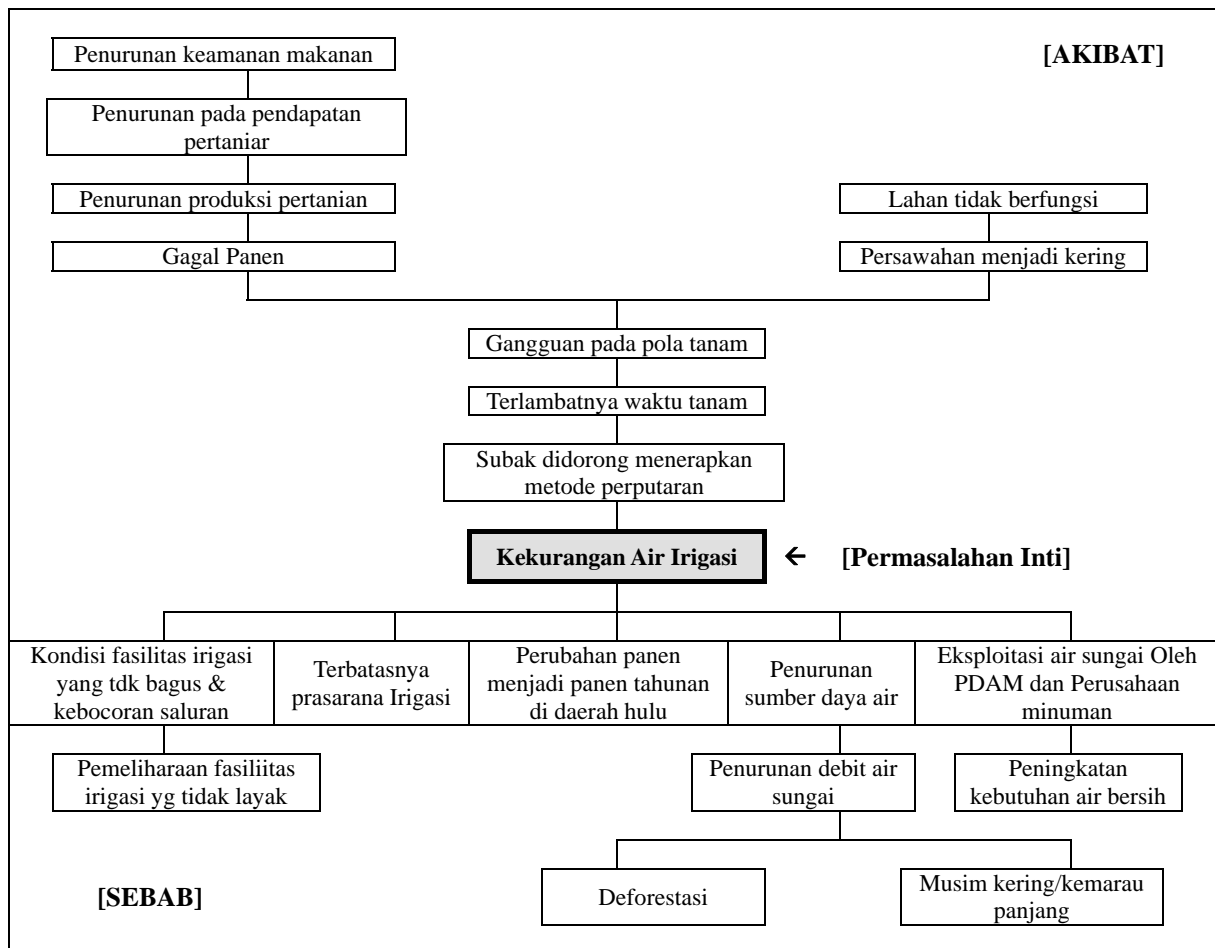 Penurunan keamanan makanan
[AKIBAT]
Penurunan pada pendapatan
pertaniar
Penurunan produksi pertanian
Lahan tidak berfungsi
Gagal Panen
Persawahan menjadi kering
Gangguan pada pola tanam
Terlambatnya waktu tanam
Subak didorong menerapkan
metode perputaran
Kekurangan Air Irigasi
← [Permasalahan Inti]
Kondisi fasilitas irigasi
yang tdk bagus &
kebocoran saluran
Terbatasnya
prasarana Irigasi
Perubahan panen
menjadi panen tahunan
di daerah hulu
Penurunan
sumber daya air
Eksploitasi air sungai Oleh
PDAM dan Perusahaan
minuman
Pemeliharaan fasiliitas
irigasi yg tidak layak
Penurunan debit air
sungai
Peningkatan
kebutuhan air bersih
[SEBAB]
Deforestasi
Musim kering/kemarau
panjang